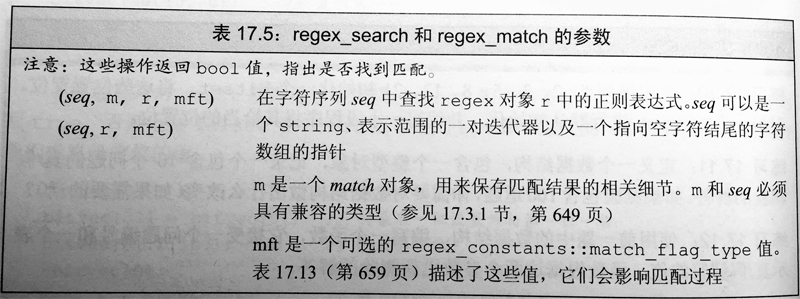 表 17.5：regex_search 和 regex_match 的参数
注意：这些操作返回 bool 值，指出是否找到匹配。
(seq, m, r, mft) 在字符序列 seq 中查找 regex 对象 r 中的正则表达式。seq 可以是一
(seq, r, mft) 个 string、表示范围的一对迭代器以及一个指向空字符结尾的字符
数组的指针
m 是一个 match 对象，用来保存匹配结果的相关细节。m 和 seq 必须
具有兼容的类型（参见 17.3.1 节，第 649 页）
mft 是一个可选的 regex_constants::match_flag_type 值。
表 17.13（第 659 页）描述了这些值，它们会影响匹配过程